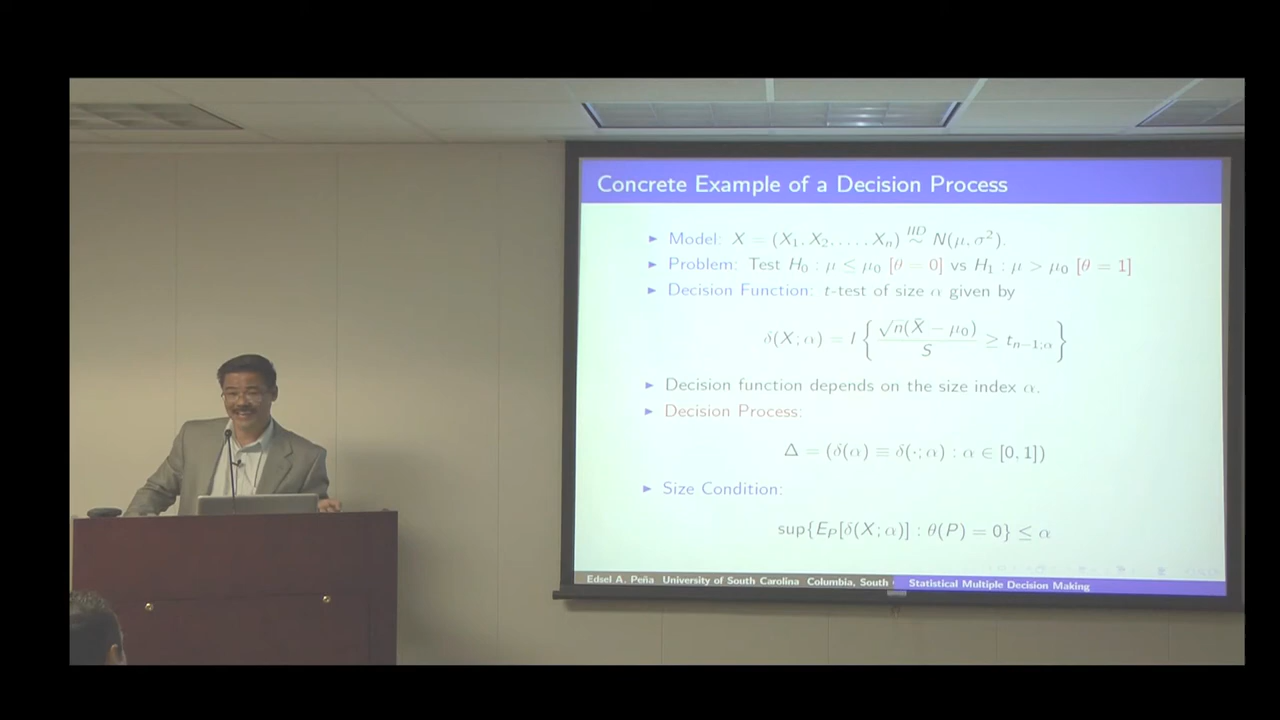 Concrete Example of a Decision Process
► Model: X = (X₁, X₂, . . . , Xₙ) IID ∼ N(μ, σ²).
► Problem: Test H₀ : μ ≤ μ₀ [θ = 0] vs H₁ : μ > μ₀ [θ = 1]
► Decision Function: t-test of size α given by
δ(X; α) = I { √n(X̄ − μ₀) / S ≥ tₙ₋₁;α }
► Decision function depends on the size index α.
► Decision Process:
Δ = (δ(α) ≡ δ(·; α) : α ∈ [0, 1])
► Size Condition:
sup{E_P[δ(X; α)] : θ(P) = 0} ≤ α
Edsel A. Peña University of South Carolina Columbia, South Statistical Multiple Decision Making